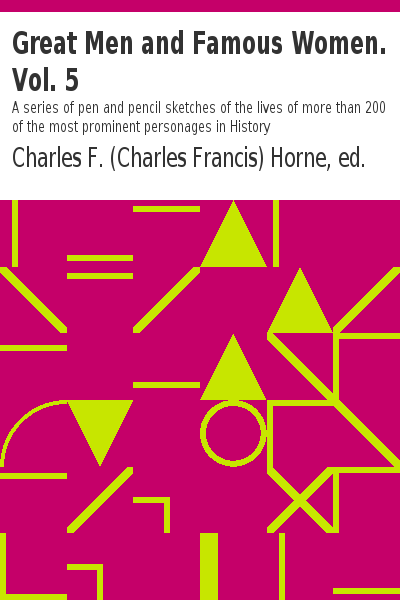 Great Men and Famous Women.
Vol. 5
A series of pen and pencil sketches of the lives of more than 200
of the most prominent personages in History
Charles F. (Charles Francis) Horne, ed.